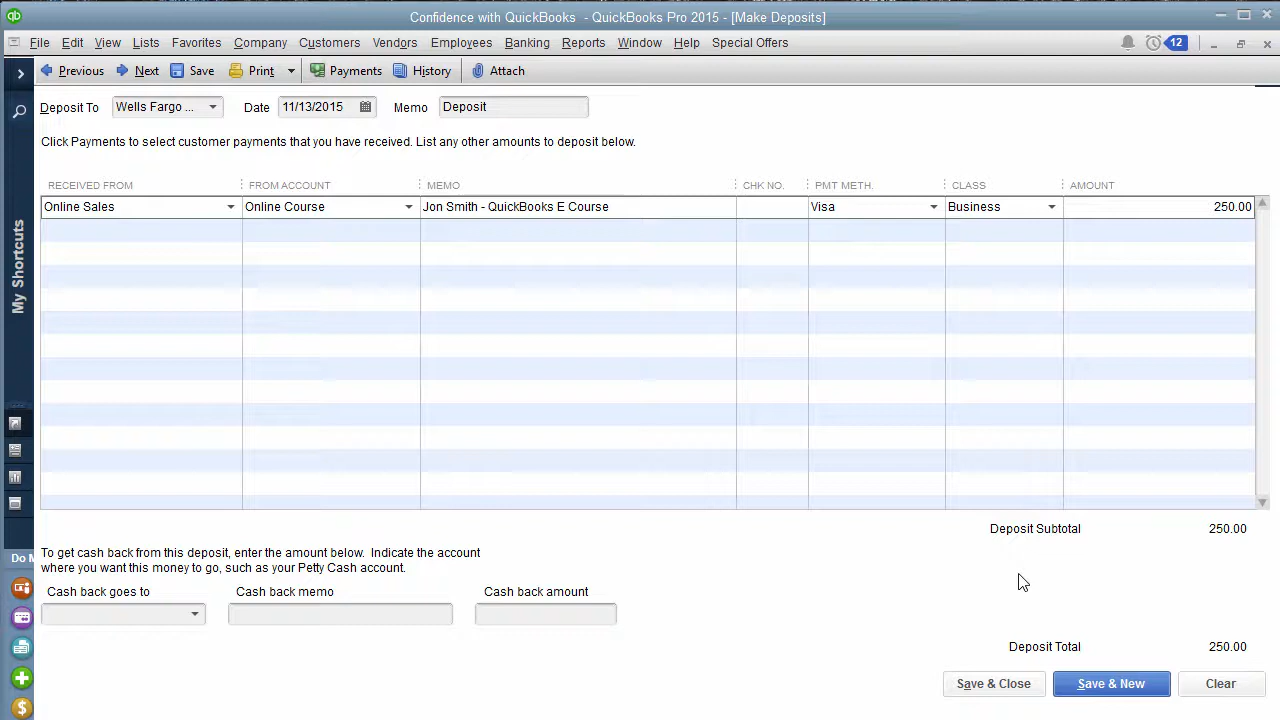 Confidence with QuickBooks - QuickBooks Pro 2015 - [Make Deposits]
File Edit View Lists Favorites Company Customers Vendors Employees Banking Reports Window Help Special Offers 12
Previous Next Save Print Payments History Attach
Deposit To Wells Fargo ... Date 11/13/2015 Memo Deposit
Click Payments to select customer payments that you have received. List any other amounts to deposit below.
RECEIVED FROM FROM ACCOUNT MEMO CHK NO. PMT METH. CLASS AMOUNT
Online Sales Online Course Jon Smith - QuickBooks E Course Visa Business 250.00
My Shortcuts
Deposit Subtotal 250.00
To get cash back from this deposit, enter the amount below. Indicate the account
where you want this money to go, such as your Petty Cash account.
Do M
Cash back goes to Cash back memo Cash back amount
Deposit Total 250.00
Save & Close Save & New Clear